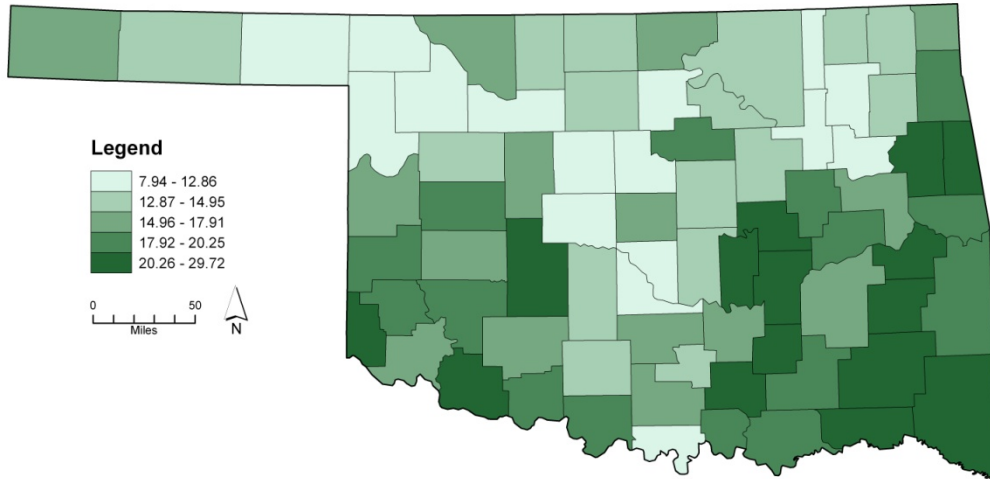 Legend
7.94 - 12.86
12.87 - 14.95
14.96 - 17.91
17.92 - 20.25
20.26 - 29.72
0 50
Miles
N